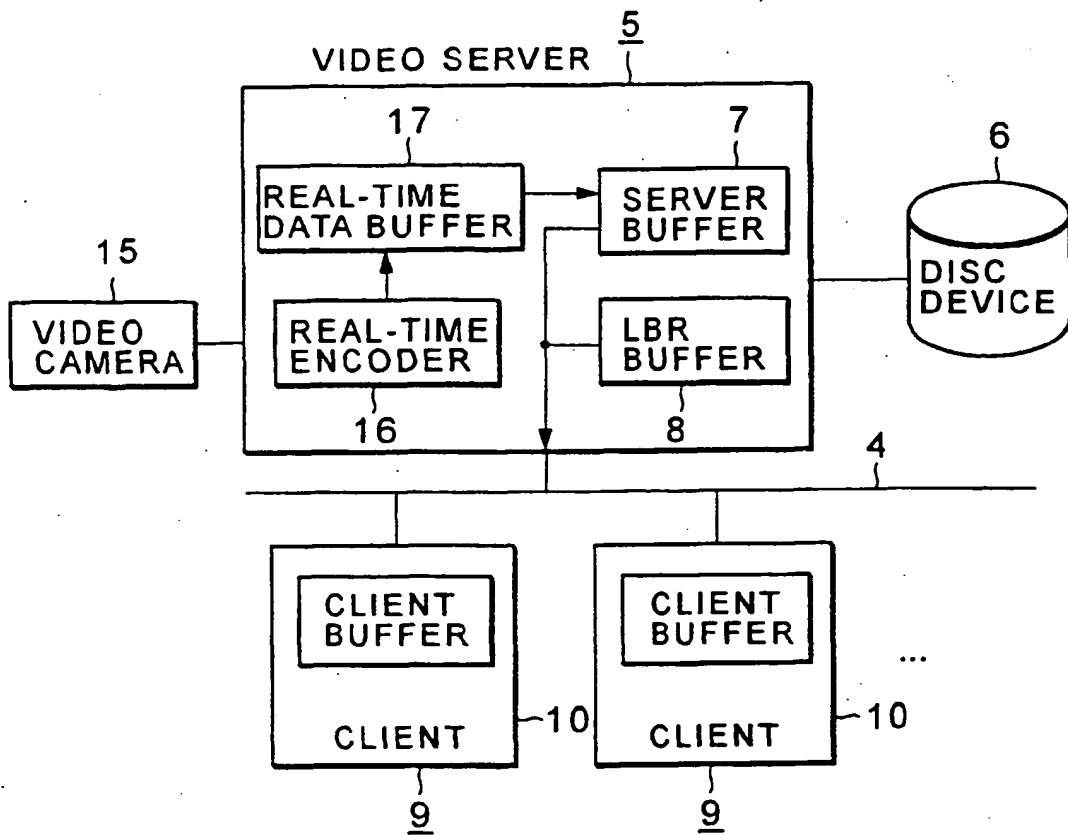 5
VIDEO SERVER
17
7
6
REAL-TIME
DATA BUFFER
SERVER
BUFFER
15
DISC
DEVICE
VIDEO
CAMERA
REAL-TIME
ENCODER
LBR
BUFFER
16
8
4
CLIENT
BUFFER
CLIENT
BUFFER
...
10
10
CLIENT
CLIENT
9
9